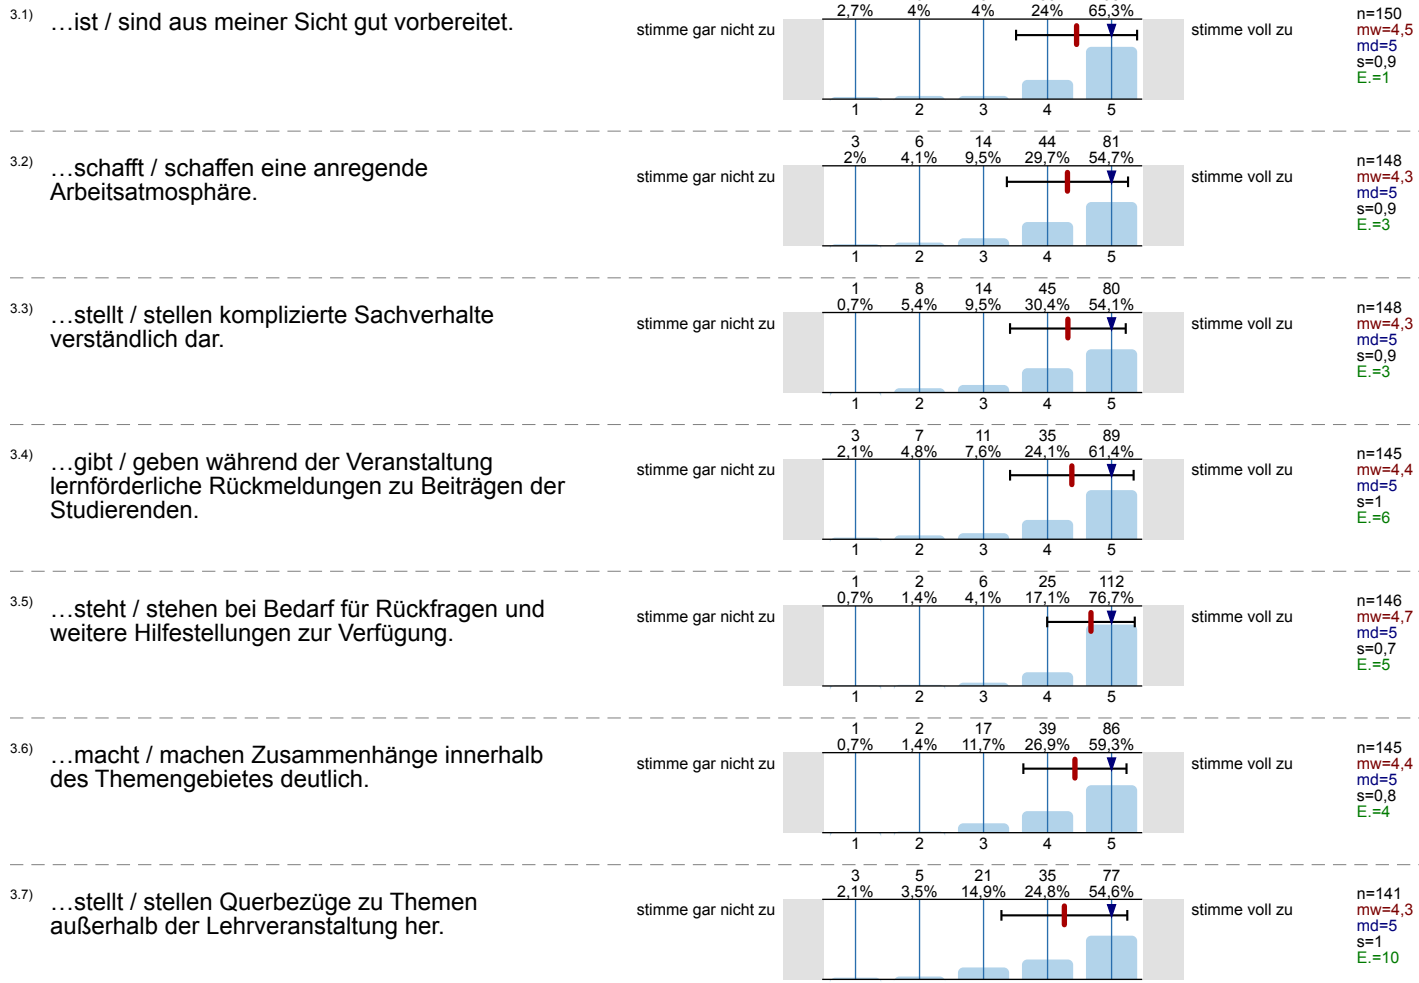 2,7% 4% 4% 24% 65,3%
3.1) …ist / sind aus meiner Sicht gut vorbereitet.
stimme gar nicht zu stimme voll zu
n=150
mw=4,5
md=5
s=0,9
E.=1
1 2 3 4 5
3 6 14 44 81
2% 4,1% 9,5% 29,7% 54,7%
3.2) …schafft / schaffen eine anregende
Arbeitsatmosphäre.
stimme gar nicht zu stimme voll zu
n=148
mw=4,3
md=5
s=0,9
E.=3
1 2 3 4 5
1 8 14 45 80
0,7% 5,4% 9,5% 30,4% 54,1%
3.3) …stellt / stellen komplizierte Sachverhalte
verständlich dar.
stimme gar nicht zu stimme voll zu
n=148
mw=4,3
md=5
s=0,9
E.=3
1 2 3 4 5
3 7 11 35 89
2,1% 4,8% 7,6% 24,1% 61,4%
3.4) …gibt / geben während der Veranstaltung
lernförderliche Rückmeldungen zu Beiträgen der
Studierenden.
stimme gar nicht zu stimme voll zu
n=145
mw=4,4
md=5
s=1
E.=6
1 2 3 4 5
1 2 6 25 112
0,7% 1,4% 4,1% 17,1% 76,7%
3.5) …steht / stehen bei Bedarf für Rückfragen und
weitere Hilfestellungen zur Verfügung.
stimme gar nicht zu stimme voll zu
n=146
mw=4,7
md=5
s=0,7
E.=5
1 2 3 4 5
1 2 17 39 86
0,7% 1,4% 11,7% 26,9% 59,3%
3.6) …macht / machen Zusammenhänge innerhalb
des Themengebietes deutlich.
stimme gar nicht zu stimme voll zu
n=145
mw=4,4
md=5
s=0,8
E.=4
1 2 3 4 5
3 5 21 35 77
2,1% 3,5% 14,9% 24,8% 54,6%
3.7) …stellt / stellen Querbezüge zu Themen
außerhalb der Lehrveranstaltung her.
stimme gar nicht zu stimme voll zu
n=141
mw=4,3
md=5
s=1
E.=10